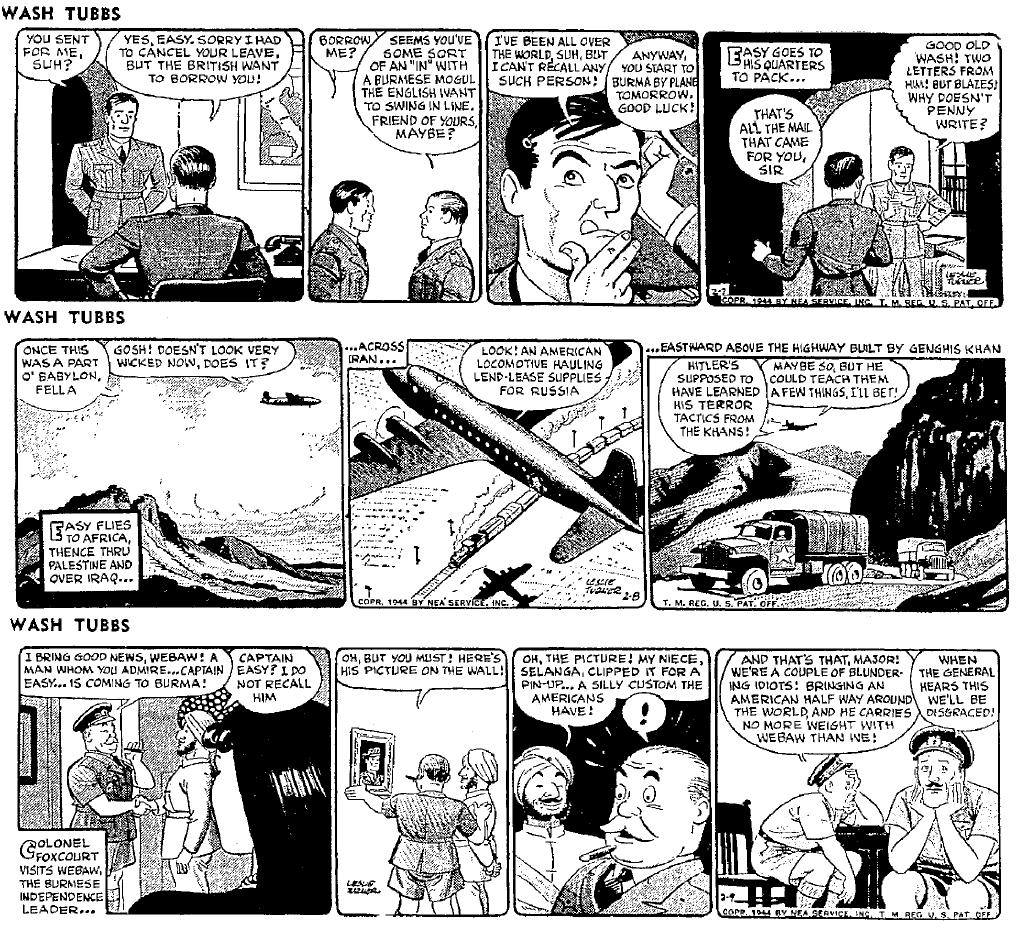 WASH TUBBS
YOU SENT
FOR ME,
SUH?
YES, EASY. SORRY I HAD
TO CANCEL YOUR LEAVE,
BUT THE BRITISH WANT
TO BORROW YOU!
BORROW
ME?
SEEMS YOU'VE
SOME SORT
OF AN "IN" WITH
A BURMESE MOGUL
THE ENGLISH WANT
TO SWING IN LINE.
FRIEND OF YOURS,
MAYBE?
I'VE BEEN ALL OVER
THE WORLD, SUH, BUT
I CAN'T RECALL ANY
SUCH PERSON!
ANYWAY,
YOU START TO
BURMA BY PLANE
TOMORROW.
GOOD LUCK!
EASY GOES TO
HIS QUARTERS
TO PACK...
THAT'S
ALL THE MAIL
THAT CAME
FOR YOU,
SIR
GOOD OLD
WASH! TWO
LETTERS FROM
HIM! BUT BLAZES!
WHY DOESN'T
PENNY
WRITE?
LESLIE
TURNER
2-7
COPR. 1944 BY NEA SERVICE, INC. T. M. REG. U. S. PAT. OFF.
WASH TUBBS
ONCE THIS
WAS A PART
O' BABYLON,
FELLA
GOSH! DOESN'T LOOK VERY
WICKED NOW, DOES IT?
EASY FLIES
TO AFRICA,
THENCE THRU
PALESTINE AND
OVER IRAQ...
...ACROSS
IRAN...
LOOK! AN AMERICAN
LOCOMOTIVE HAULING
LEND-LEASE SUPPLIES
FOR RUSSIA
LESLIE
TURNER 2-8
COPR. 1944 BY NEA SERVICE, INC.
...EASTWARD ABOVE THE HIGHWAY BUILT BY GENGHIS KHAN
HITLER'S
SUPPOSED TO
HAVE LEARNED
HIS TERROR
TACTICS FROM
THE KHANS!
MAYBE SO, BUT HE
COULD TEACH THEM
A FEW THINGS, I'LL BET!
T. M. REG. U. S. PAT. OFF.
WASH TUBBS
I BRING GOOD NEWS, WEBAW! A
MAN WHOM YOU ADMIRE...CAPTAIN
EASY...IS COMING TO BURMA!
CAPTAIN
EASY? I DO
NOT RECALL
HIM
COLONEL
FOXCOURT
VISITS WEBAW,
THE BURMESE
INDEPENDENCE
LEADER...
OH, BUT YOU MUST! HERE'S
HIS PICTURE ON THE WALL!
LESLIE
TURNER
OH, THE PICTURE! MY NIECE,
SELANGA, CLIPPED IT FOR A
PIN-UP... A SILLY CUSTOM THE
AMERICANS
HAVE!
!
AND THAT'S THAT, MAJOR!
WE'RE A COUPLE OF BLUNDER-
ING IDIOTS! BRINGING AN
AMERICAN HALF WAY AROUND
THE WORLD, AND HE CARRIES
NO MORE WEIGHT WITH
WEBAW THAN WE!
WHEN
THE GENERAL
HEARS THIS
WE'LL BE
DISGRACED!
2-9
COPR. 1944 BY NEA SERVICE, INC. T. M. REG. U. S. PAT. OFF.